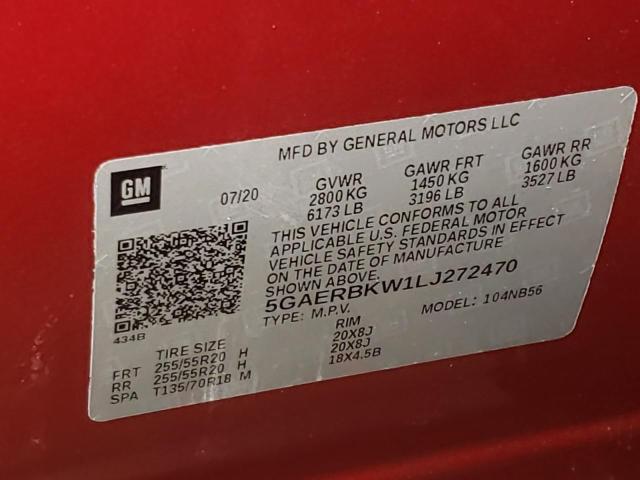 MFD BY GENERAL MOTORS LLC
GM
07/20
GVWR GAWR FRT GAWR RR
2800 KG 1450 KG 1600 KG
6173 LB 3196 LB 3527 LB
THIS VEHICLE CONFORMS TO ALL
APPLICABLE U.S. FEDERAL MOTOR
VEHICLE SAFETY STANDARDS IN EFFECT
ON THE DATE OF MANUFACTURE
SHOWN ABOVE.
5GAERBKW1LJ272470
TYPE: M.P.V. MODEL: 104NB56
434B
TIRE SIZE RIM
FRT 255/55R20 H 20X8J
RR 255/55R20 H 20X8J
SPA T135/70R18 M 18X4.5B